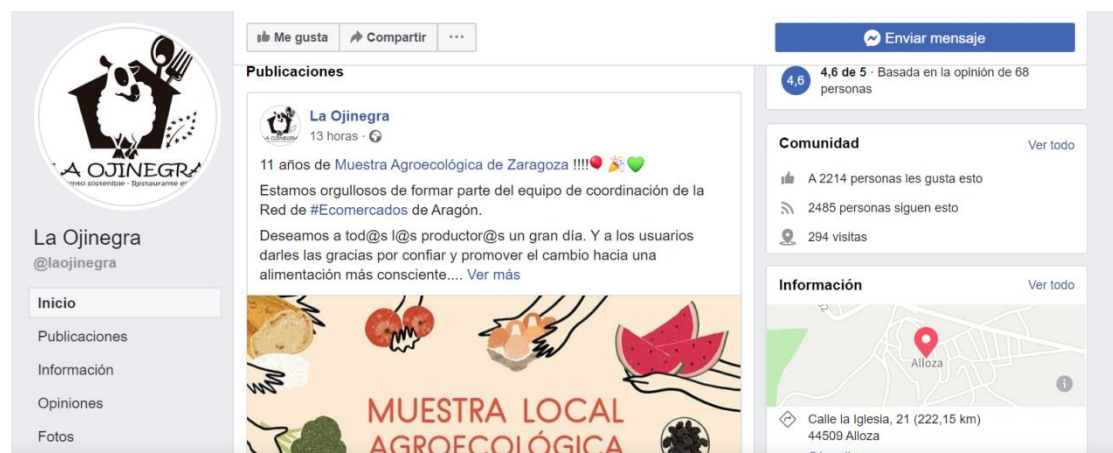 Me gusta
Compartir
...
Enviar mensaje
LA OJINEGRA
La Ojinegra
@laojinegra
Inicio
Publicaciones
Información
Opiniones
Fotos
Publicaciones
La Ojinegra
13 horas ·
11 años de Muestra Agroecológica de Zaragoza !!!!🎈 🎉 💚
Estamos orgullosos de formar parte del equipo de coordinación de la
Red de #Ecomercados de Aragón.
Deseamos a tod@s l@s productor@s un gran día. Y a los usuarios
darles las gracias por confiar y promover el cambio hacia una
alimentación más consciente.... Ver más
MUESTRA LOCAL
AGROECOLÓGICA
4,6
4,6 de 5 · Basada en la opinión de 68
personas
Comunidad
Ver todo
A 2214 personas les gusta esto
2485 personas siguen esto
294 visitas
Información
Ver todo
Alloza
Calle la Iglesia, 21 (222,15 km)
44509 Alloza